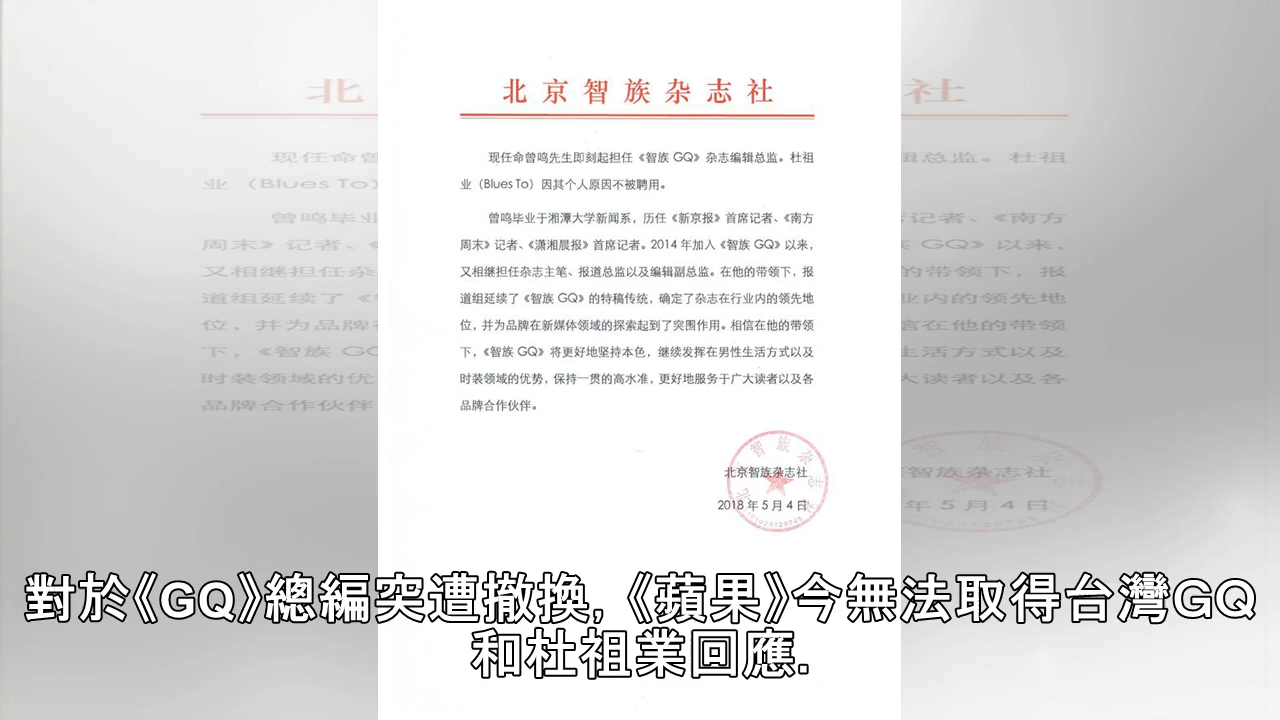 北京智族杂志社
现任命曾鸣先生即刻起担任《智族 GQ》杂志编辑总监。杜祖
业（Blues To）因其个人原因不被聘用。
曾鸣毕业于湘潭大学新闻系，历任《新京报》首席记者、《南方
周末》记者、《潇湘晨报》首席记者。2014 年加入《智族 GQ》以来，
又相继担任杂志主笔、报道总监以及编辑副总监。在他的带领下，报
道组延续了《智族 GQ》的特稿传统，确定了杂志在行业内的领先地
位，并为品牌在新媒体领域的探索起到了突围作用。相信在他的带领
下，《智族 GQ》将更好地坚持本色，继续发挥在男性生活方式以及
时装领域的优势，保持一贯的高水准，更好地服务于广大读者以及各
品牌合作伙伴。
北京智族杂志社
2018 年 5 月 4 日
對於《GQ》總編突遭撤換，《蘋果》今無法取得台灣GQ
和杜祖業回應.